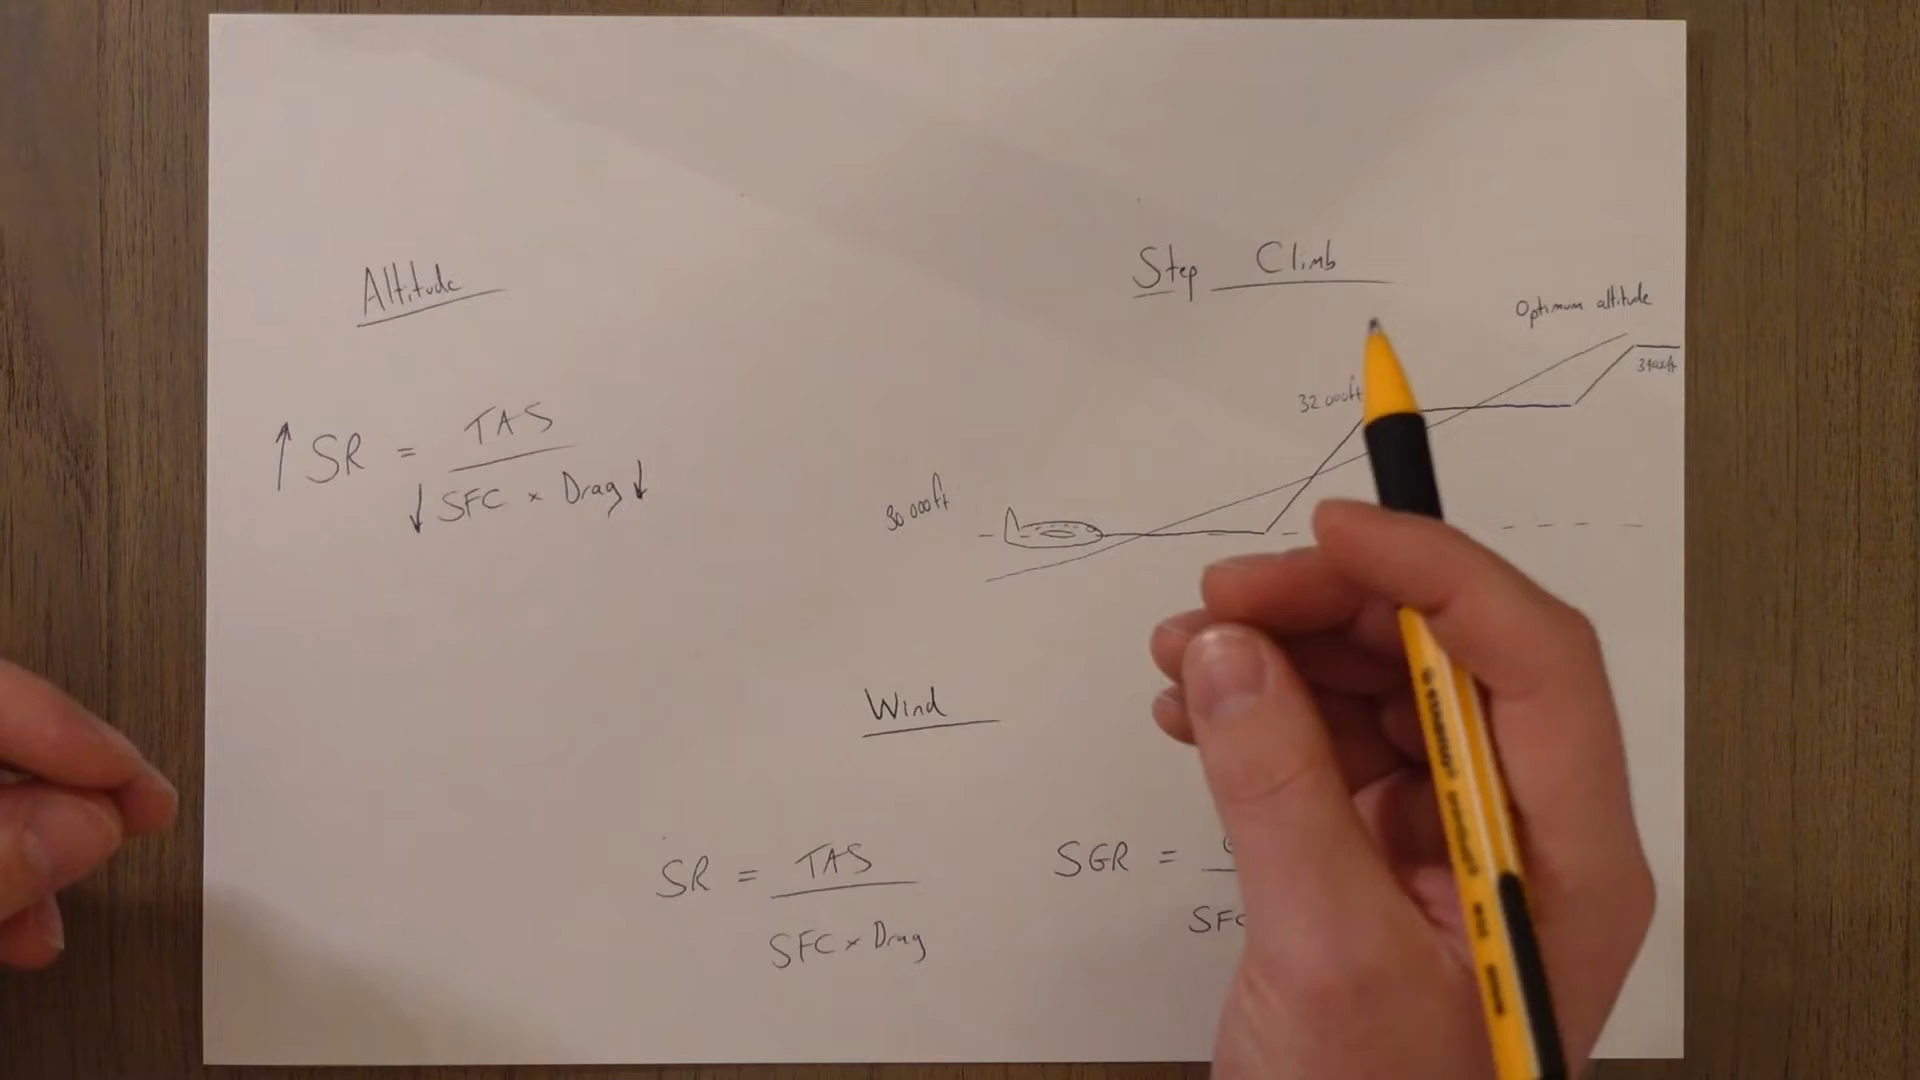 Altitude
↑ SR = TAS
↓ SFC × Drag ↓
Step Climb
Optimum altitude
34000ft
32 000ft
30 000ft
Wind
SR = TAS
SFC × Drag
SGR =
SFC